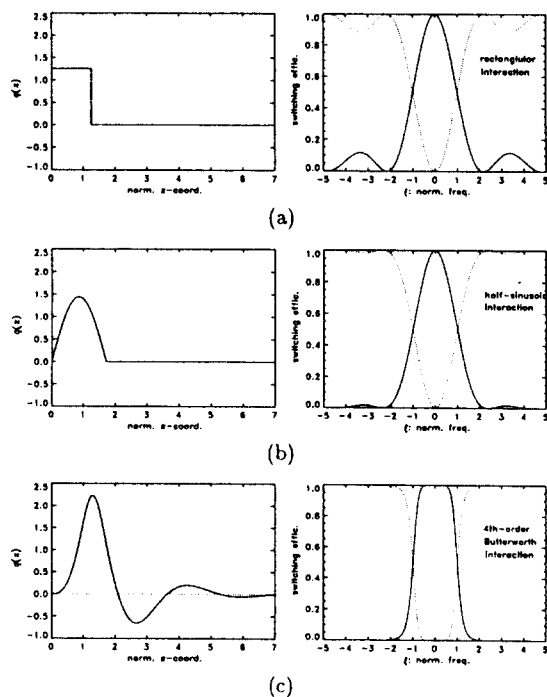 2.5
2.0
1.5
1.0
0.5
0.0
−0.5
−1.0
q(z)
0 1 2 3 4 5 6 7
norm. z−coord.
1.0
0.8
0.6
0.4
0.2
0.0
switching effic.
rectanglular
interaction
−5 −4 −3 −2 −1 0 1 2 3 4 5
ξ: norm. freq.
(a)
2.5
2.0
1.5
1.0
0.5
0.0
−0.5
−1.0
q(z)
0 1 2 3 4 5 6 7
norm. z−coord.
1.0
0.8
0.6
0.4
0.2
0.0
switching effic.
half−sinusoid
interaction
−5 −4 −3 −2 −1 0 1 2 3 4 5
ξ: norm. freq.
(b)
2.5
2.0
1.5
1.0
0.5
0.0
−0.5
−1.0
q(z)
0 1 2 3 4 5 6 7
norm. z−coord.
1.0
0.8
0.6
0.4
0.2
0.0
switching effic.
4th−order
Butterworth
interaction
−5 −4 −3 −2 −1 0 1 2 3 4 5
ξ: norm. freq.
(c)